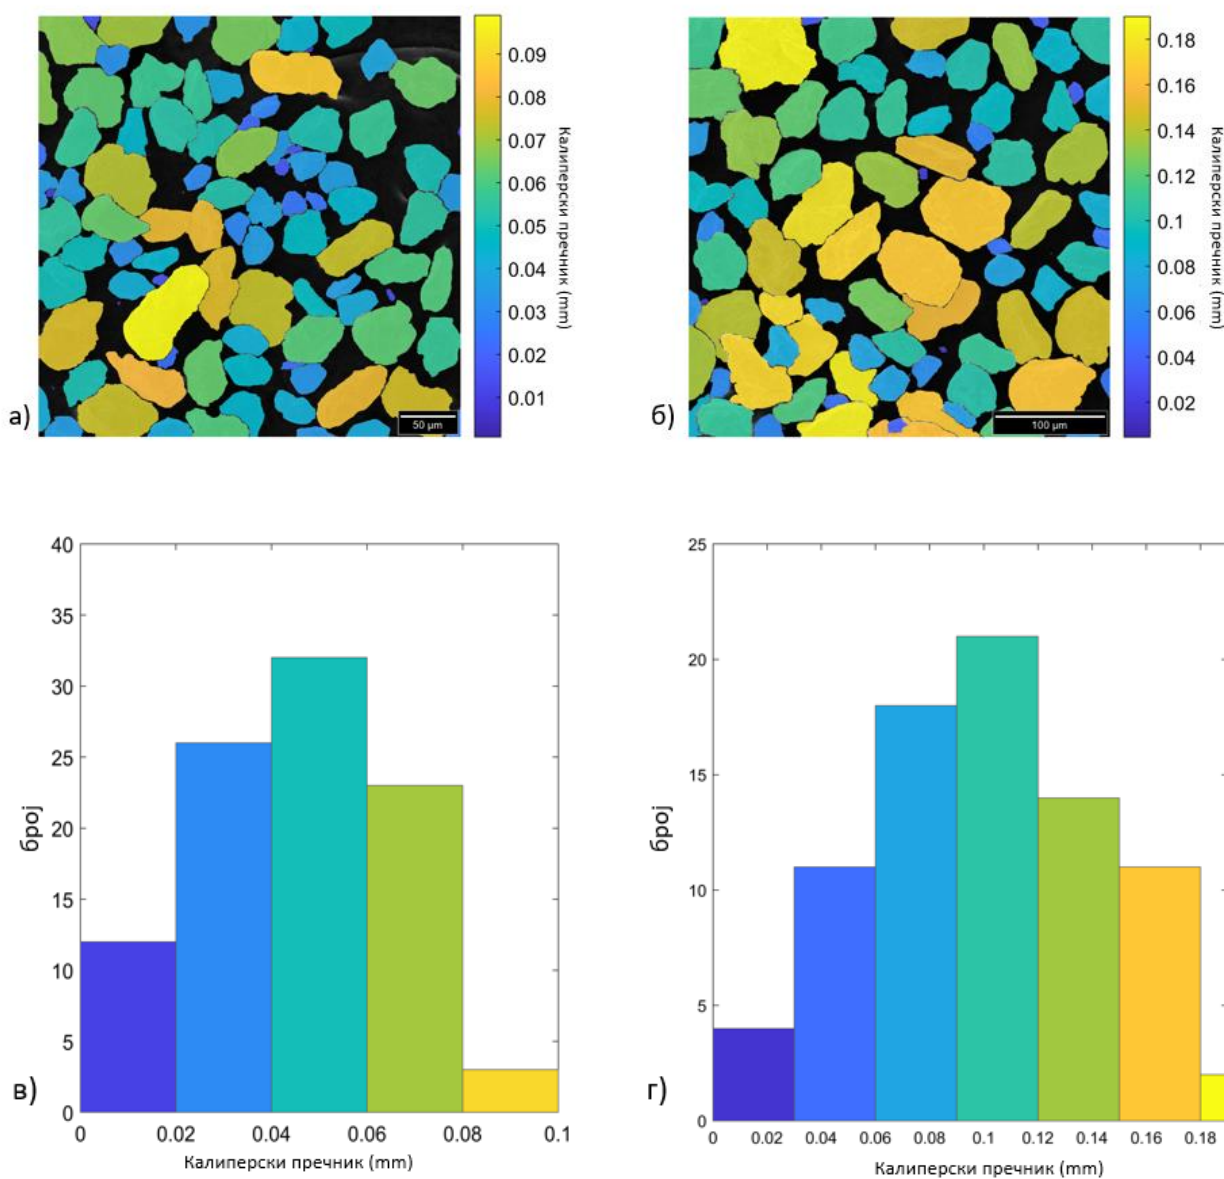 0.09
0.08
0.07
0.06
0.05
0.04
0.03
0.02
0.01
Калиперски пречник (mm)
50 μm
а)
0.18
0.16
0.14
0.12
0.1
0.08
0.06
0.04
0.02
Калиперски пречник (mm)
100 μm
б)
40
35
30
25
20
15
10
5
0
број
0 0.02 0.04 0.06 0.08 0.1
Калиперски пречник (mm)
в)
25
20
15
10
5
0
број
0 0.02 0.04 0.06 0.08 0.1 0.12 0.14 0.16 0.18
Калиперски пречник (mm)
г)